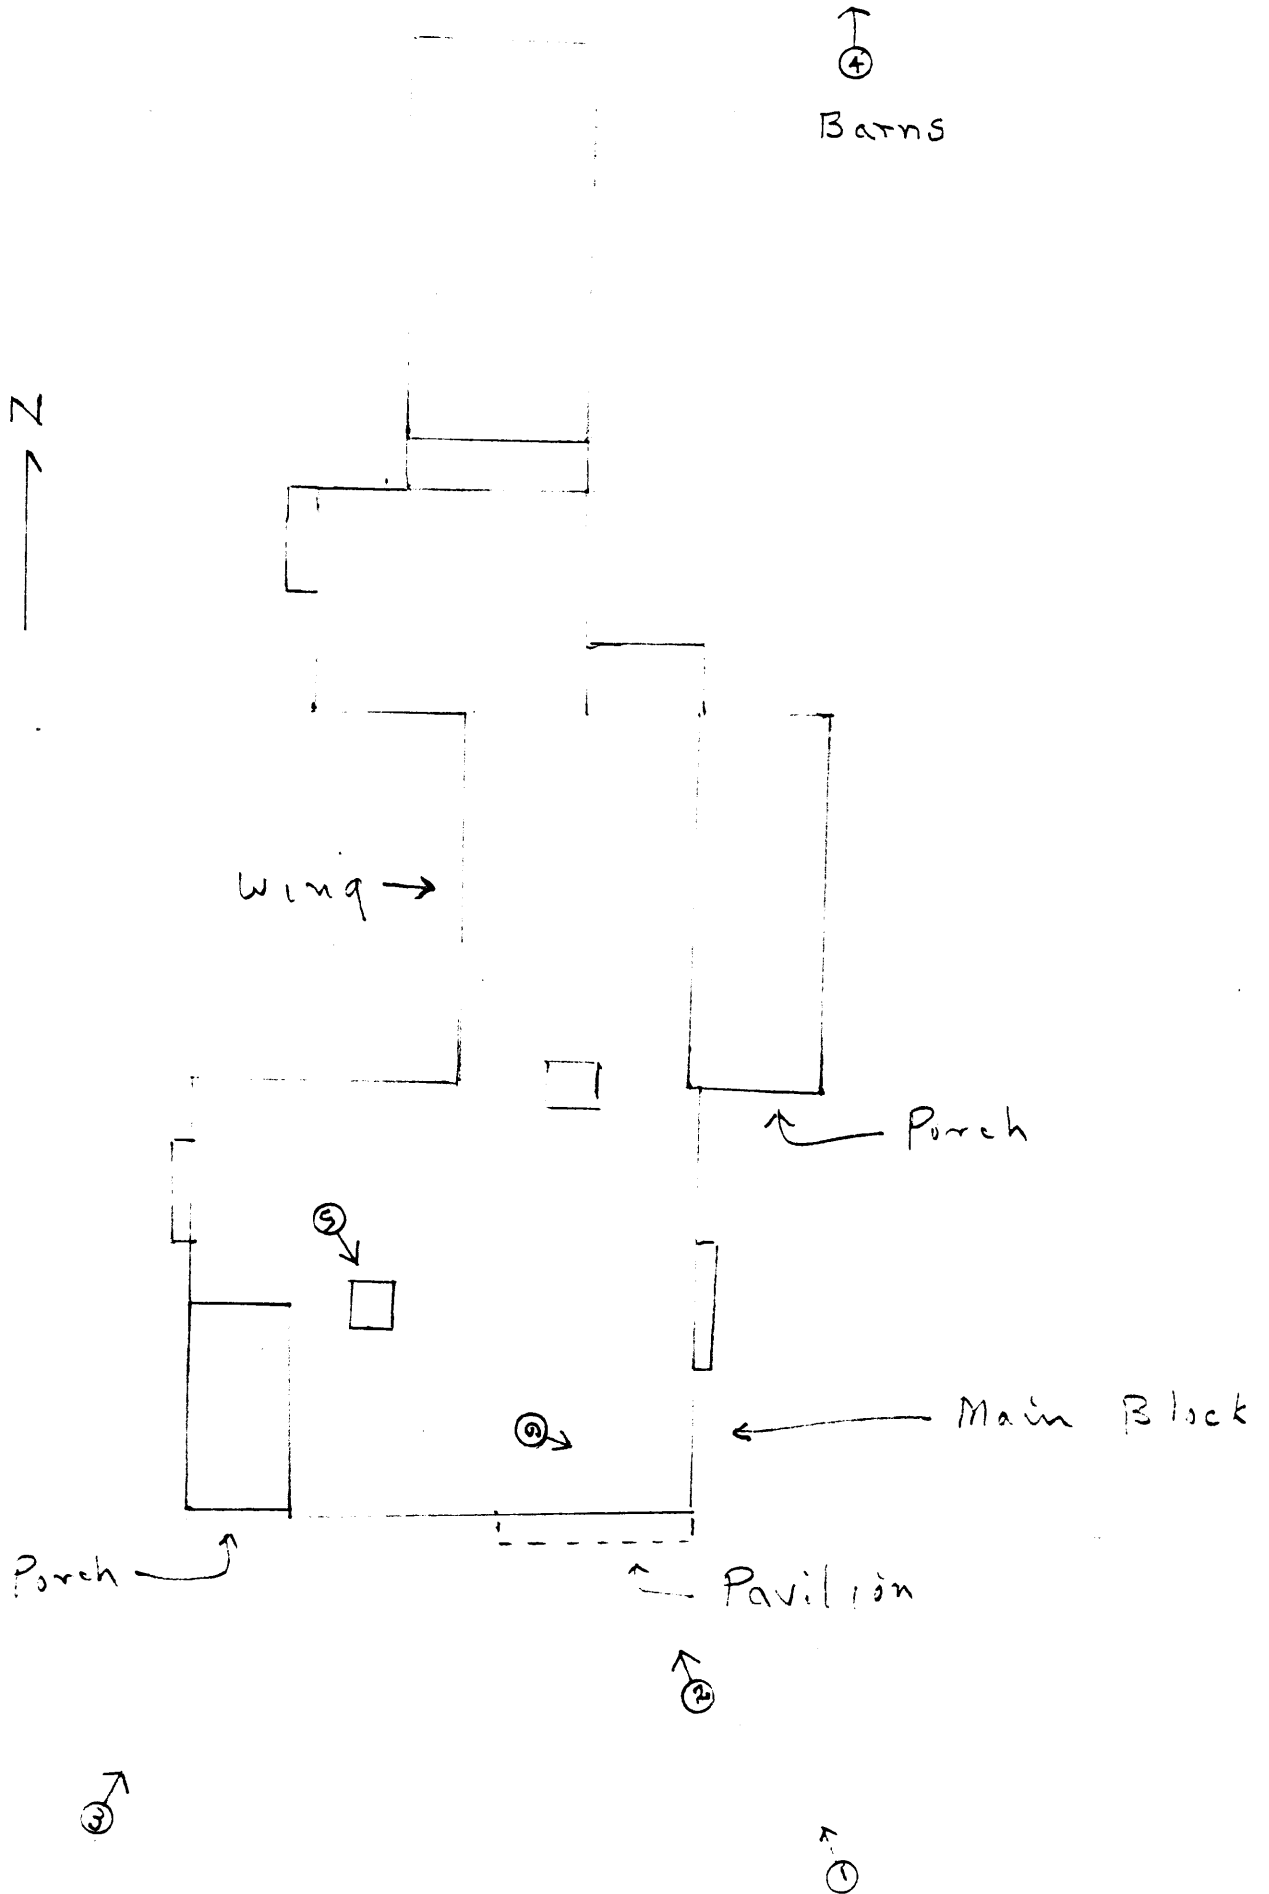 ④
Barns
N
Wing
Porch
⑤
⑥
Main Block
Porch
Pavilion
②
③
①